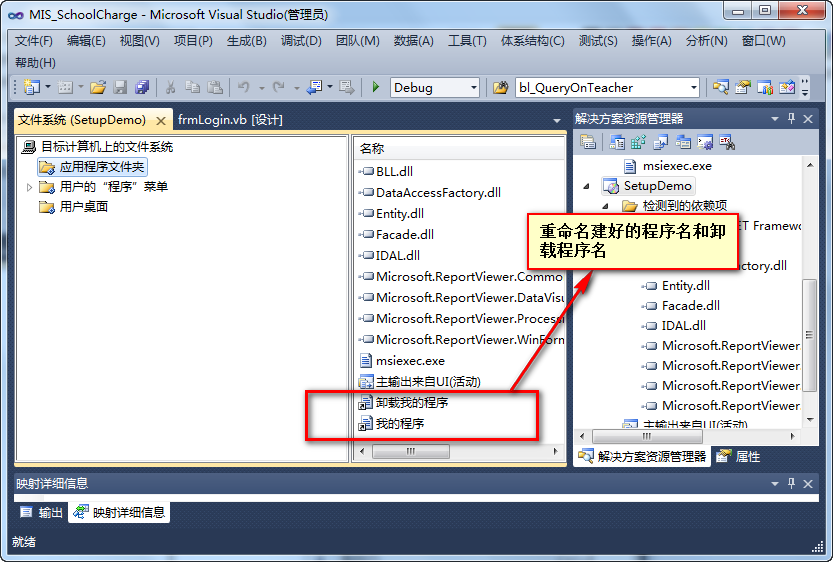 MIS_SchoolCharge - Microsoft Visual Studio(管理员)
文件(F) 编辑(E) 视图(V) 项目(P) 生成(B) 调试(D) 团队(M) 数据(A) 工具(T) 体系结构(C) 测试(S) 操作(A) 分析(N) 窗口(W)
帮助(H)
Debug bl_QueryOnTeacher
文件系统 (SetupDemo) frmLogin.vb [设计]
目标计算机上的文件系统
应用程序文件夹
用户的“程序”菜单
用户桌面
名称
BLL.dll
DataAccessFactory.dll
Entity.dll
Facade.dll
IDAL.dll
Microsoft.ReportViewer.Commo
Microsoft.ReportViewer.DataVisu
Microsoft.ReportViewer.Process
Microsoft.ReportViewer.WinForm
msiexec.exe
主输出来自UI(活动)
卸载我的程序
我的程序
重命名建好的程序名和卸
载程序名
解决方案资源管理器
msiexec.exe
SetupDemo
检测到的依赖项
ET Framewo
ctory.dll
Entity.dll
Facade.dll
IDAL.dll
Microsoft.ReportViewer
Microsoft.ReportViewer
Microsoft.ReportViewer
Microsoft.ReportViewer
主输出来自UI(活动)
解决方案资源管理器 属性
映射详细信息
输出 映射详细信息
就绪